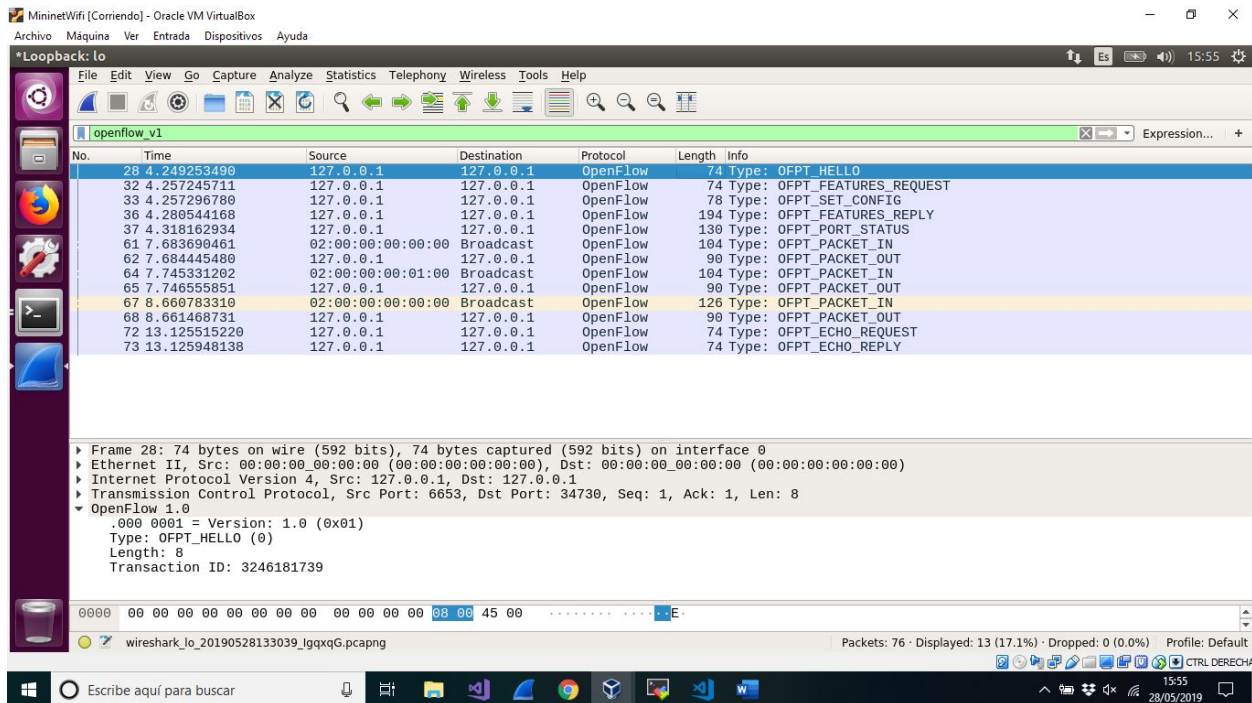 MininetWifi [Corriendo] - Oracle VM VirtualBox
Archivo Máquina Ver Entrada Dispositivos Ayuda
*Loopback: lo
Es
15:55
File Edit View Go Capture Analyze Statistics Telephony Wireless Tools Help
openflow_v1
Expression... +
No. Time Source Destination Protocol Length Info
28 4.249253490 127.0.0.1 127.0.0.1 OpenFlow 74 Type: OFPT_HELLO
32 4.257245711 127.0.0.1 127.0.0.1 OpenFlow 74 Type: OFPT_FEATURES_REQUEST
33 4.257296780 127.0.0.1 127.0.0.1 OpenFlow 78 Type: OFPT_SET_CONFIG
36 4.280544168 127.0.0.1 127.0.0.1 OpenFlow 194 Type: OFPT_FEATURES_REPLY
37 4.318162934 127.0.0.1 127.0.0.1 OpenFlow 130 Type: OFPT_PORT_STATUS
61 7.683690461 02:00:00:00:00:00 Broadcast OpenFlow 104 Type: OFPT_PACKET_IN
62 7.684445480 127.0.0.1 127.0.0.1 OpenFlow 90 Type: OFPT_PACKET_OUT
64 7.745331202 02:00:00:00:01:00 Broadcast OpenFlow 104 Type: OFPT_PACKET_IN
65 7.746555851 127.0.0.1 127.0.0.1 OpenFlow 90 Type: OFPT_PACKET_OUT
67 8.660783310 02:00:00:00:00:00 Broadcast OpenFlow 126 Type: OFPT_PACKET_IN
68 8.661468731 127.0.0.1 127.0.0.1 OpenFlow 90 Type: OFPT_PACKET_OUT
72 13.125515220 127.0.0.1 127.0.0.1 OpenFlow 74 Type: OFPT_ECHO_REQUEST
73 13.125948138 127.0.0.1 127.0.0.1 OpenFlow 74 Type: OFPT_ECHO_REPLY
Frame 28: 74 bytes on wire (592 bits), 74 bytes captured (592 bits) on interface 0
Ethernet II, Src: 00:00:00_00:00:00 (00:00:00:00:00:00), Dst: 00:00:00_00:00:00 (00:00:00:00:00:00)
Internet Protocol Version 4, Src: 127.0.0.1, Dst: 127.0.0.1
Transmission Control Protocol, Src Port: 6653, Dst Port: 34730, Seq: 1, Ack: 1, Len: 8
OpenFlow 1.0
.000 0001 = Version: 1.0 (0x01)
Type: OFPT_HELLO (0)
Length: 8
Transaction ID: 3246181739
0000 00 00 00 00 00 00 00 00 00 00 00 00 08 00 45 00 ········ ······E·
wireshark_lo_20190528133039_IgqxqG.pcapng
Packets: 76 · Displayed: 13 (17.1%) · Dropped: 0 (0.0%)
Profile: Default
CTRL DERECHA
Escribe aquí para buscar
15:55
28/05/2019